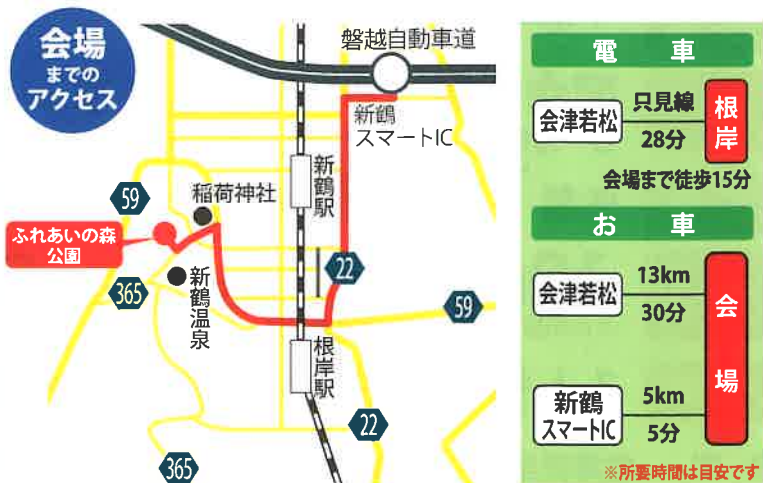 会場
までの
アクセス
磐越自動車道
新鶴
スマートIC
新鶴駅
稲荷神社
59
ふれあいの森
公園
365
新鶴温泉
22
59
根岸駅
22
365
電車
会津若松
只見線
28分
根岸
会場まで徒歩15分
お車
会津若松
13km
30分
会場
新鶴
スマートIC
5km
5分
※所要時間は目安です